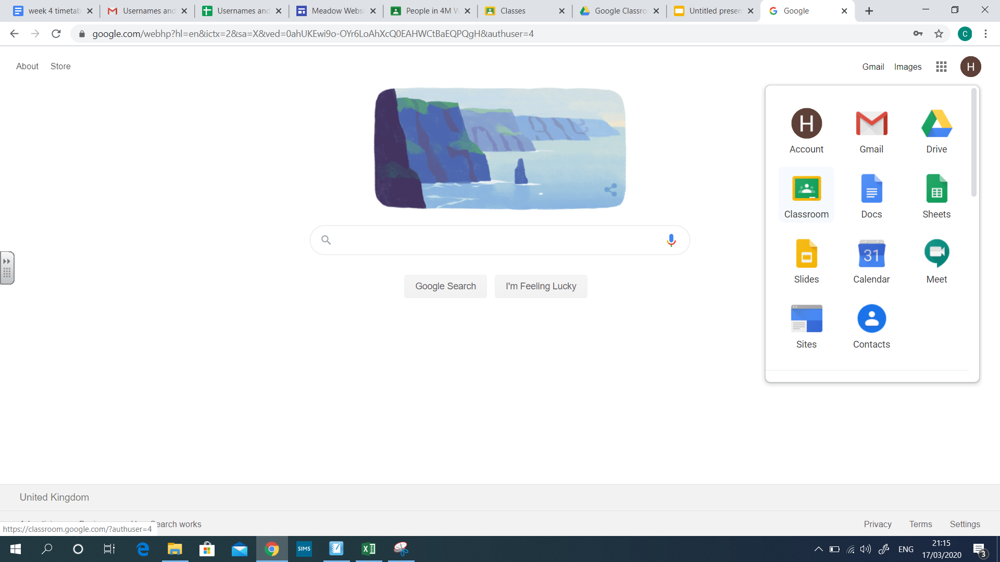 week 4 timetab
Usernames and
Usernames and
Meadow Websi
People in 4M W
Classes
Google Classro
Untitled presen
Google
google.com/webhp?hl=en&ictx=2&sa=X&ved=0ahUKEwi9o-OYr6LoAhXcQ0EAHWCtBaEQPQgH&authuser=4
C
About Store
Gmail Images
H
H
Account Gmail Drive
Classroom Docs Sheets
31
Slides Calendar Meet
Sites Contacts
Google Search I'm Feeling Lucky
United Kingdom
Search works
Privacy Terms Settings
https://classroom.google.com/?authuser=4
SIMS
ENG
21:15
17/03/2020
3